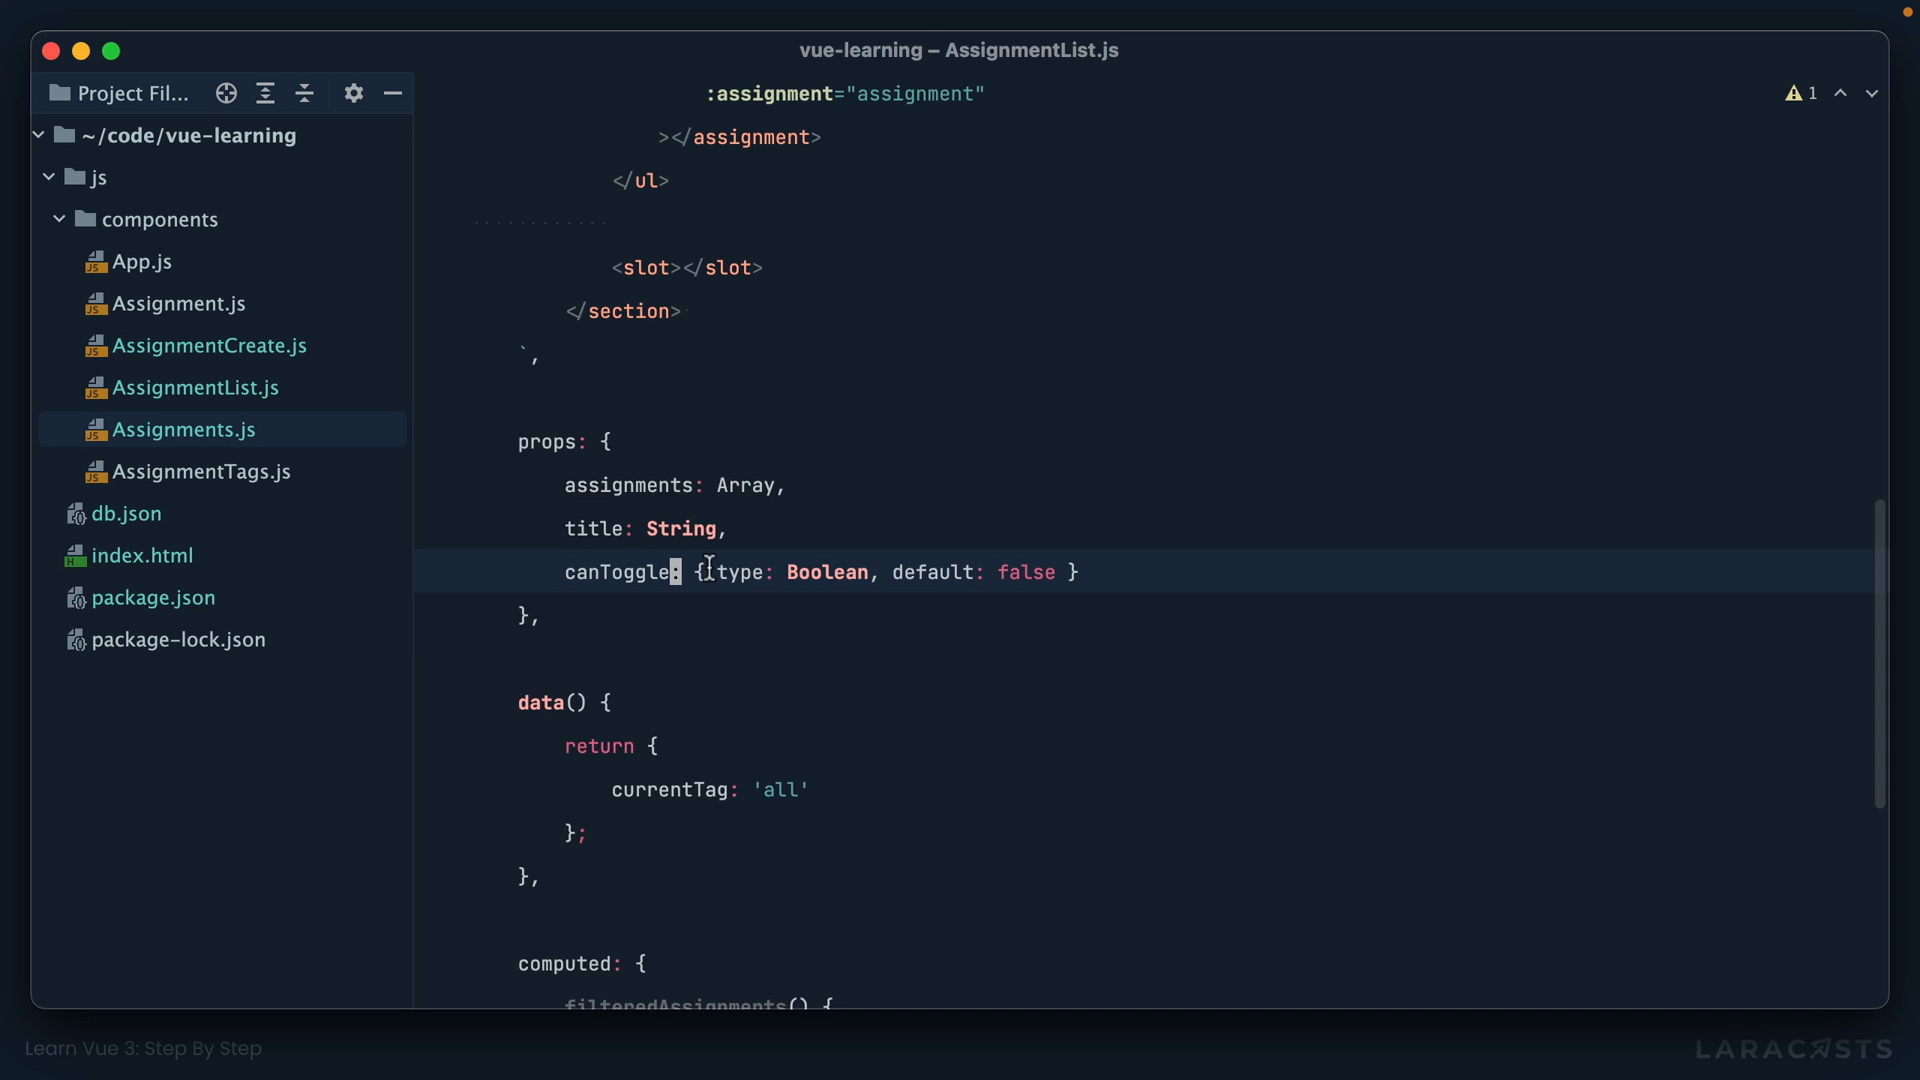 vue-learning – AssignmentList.js
Project Fil...
~/code/vue-learning
js
components
App.js
Assignment.js
AssignmentCreate.js
AssignmentList.js
Assignments.js
AssignmentTags.js
db.json
index.html
package.json
package-lock.json
:assignment="assignment"
></assignment>
</ul>
<slot></slot>
</section>
`,
props: {
assignments: Array,
title: String,
canToggle: { type: Boolean, default: false }
},
data() {
return {
currentTag: 'all'
};
},
computed: {
filteredAssignments() {
1
Learn Vue 3: Step By Step
LARACASTS